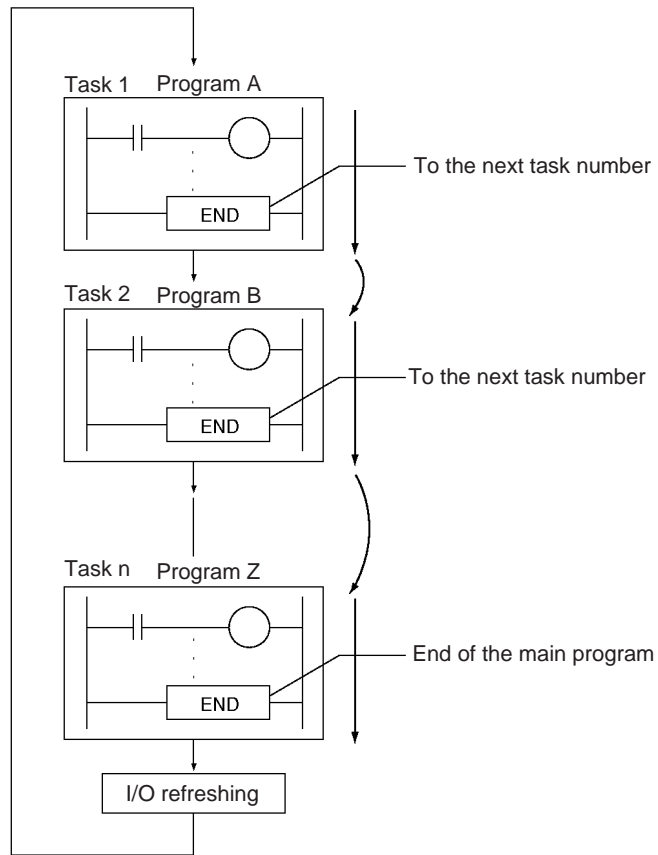 Task 1 Program A
END
To the next task number
Task 2 Program B
END
To the next task number
Task n Program Z
END
End of the main program
I/O refreshing